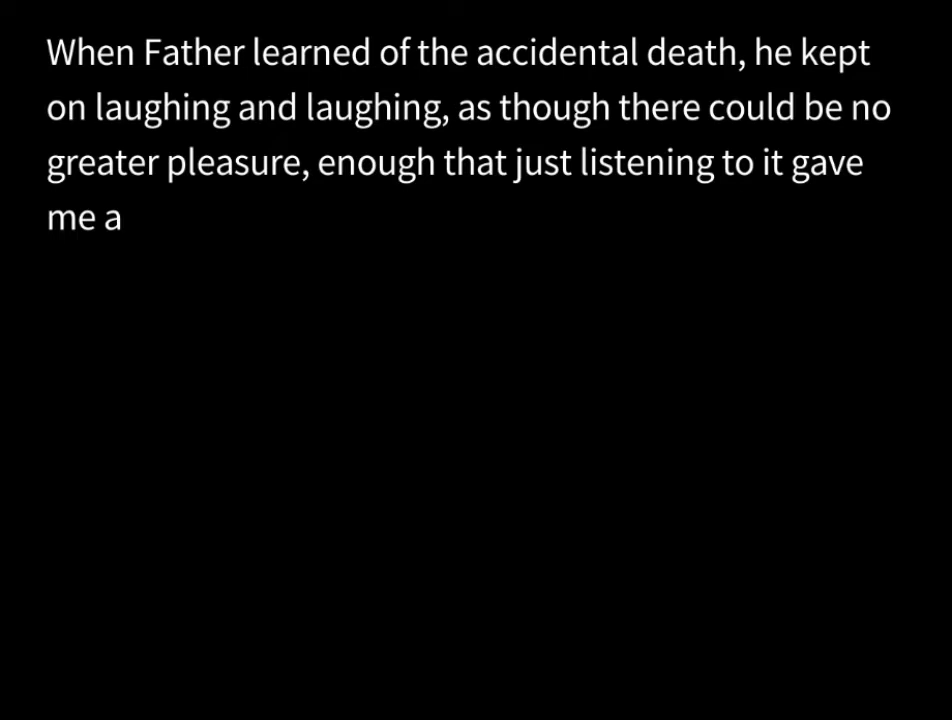 When Father learned of the accidental death, he kept
on laughing and laughing, as though there could be no
greater pleasure, enough that just listening to it gave
me a